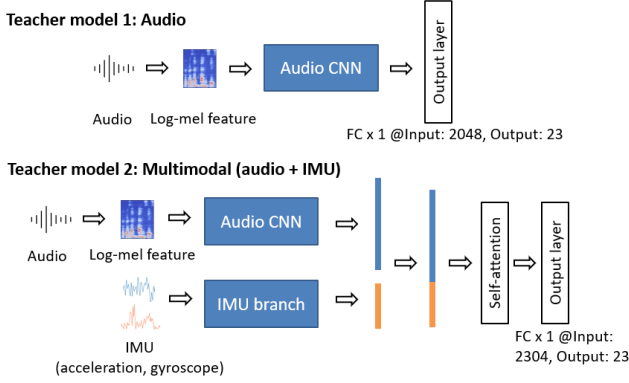 Teacher model 1: Audio
Audio CNN
Output layer
Audio
Log-mel feature
FC x 1 @Input: 2048, Output: 23
Teacher model 2: Multimodal (audio + IMU)
Audio CNN
Audio
Log-mel feature
Self-attention
Output layer
IMU branch
IMU
(acceleration, gyroscope)
FC x 1 @Input:
2304, Output: 23